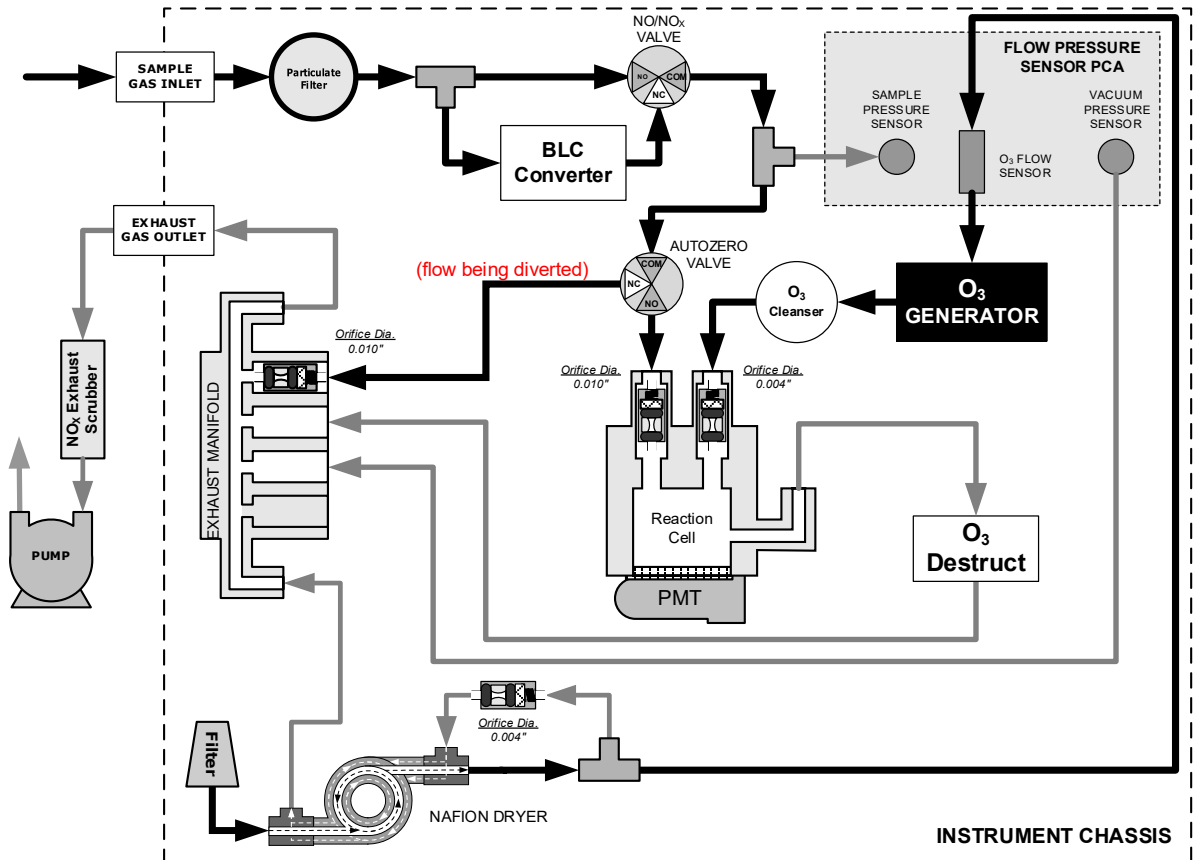 NO/NOx
VALVE
SAMPLE
GAS INLET
Particulate
Filter
NO
COM
NC
FLOW PRESSURE
SENSOR PCA
SAMPLE
PRESSURE
SENSOR
VACUUM
PRESSURE
SENSOR
O3 FLOW
SENSOR
BLC
Converter
EXHAUST
GAS OUTLET
AUTOZERO
VALVE
(flow being diverted)
COM
NC
NO
O3
Cleanser
O3
GENERATOR
Orifice Dia.
0.010"
Orifice Dia.
0.010"
Orifice Dia.
0.004"
NOx Exhaust
Scrubber
EXHAUST MANIFOLD
PUMP
Reaction
Cell
O3
Destruct
PMT
Orifice Dia.
0.004"
Filter
NAFION DRYER
INSTRUMENT CHASSIS